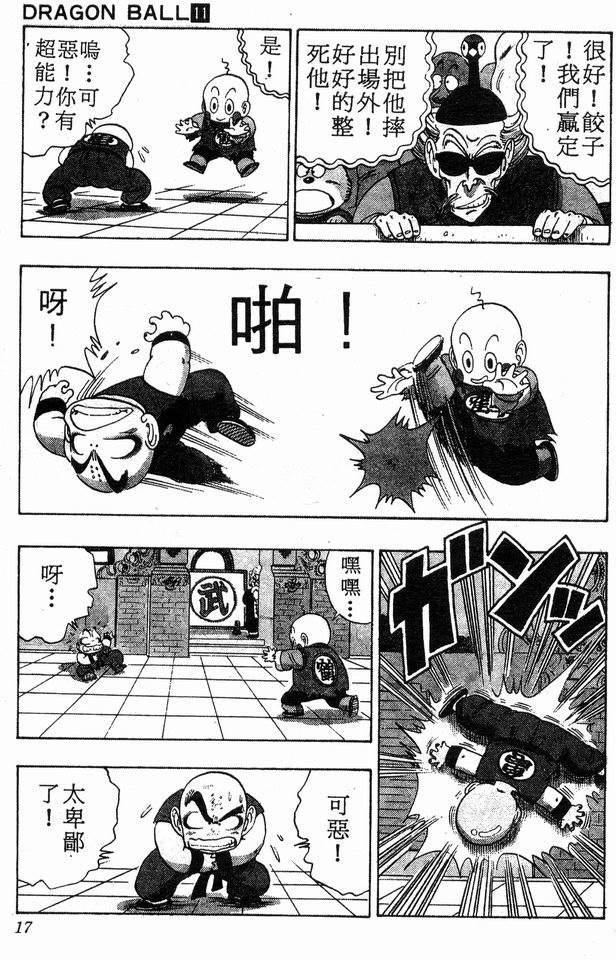 DRAGON BALL 11
很好！餃子
！我們贏定
了！
別把他摔
出場外！
好好的整
死他！
是！
嗚…可
惡！你有
超能力？
啪！
呀！
ガンッ
嘿嘿…
武
呀…
可惡！
太卑鄙
了！
17